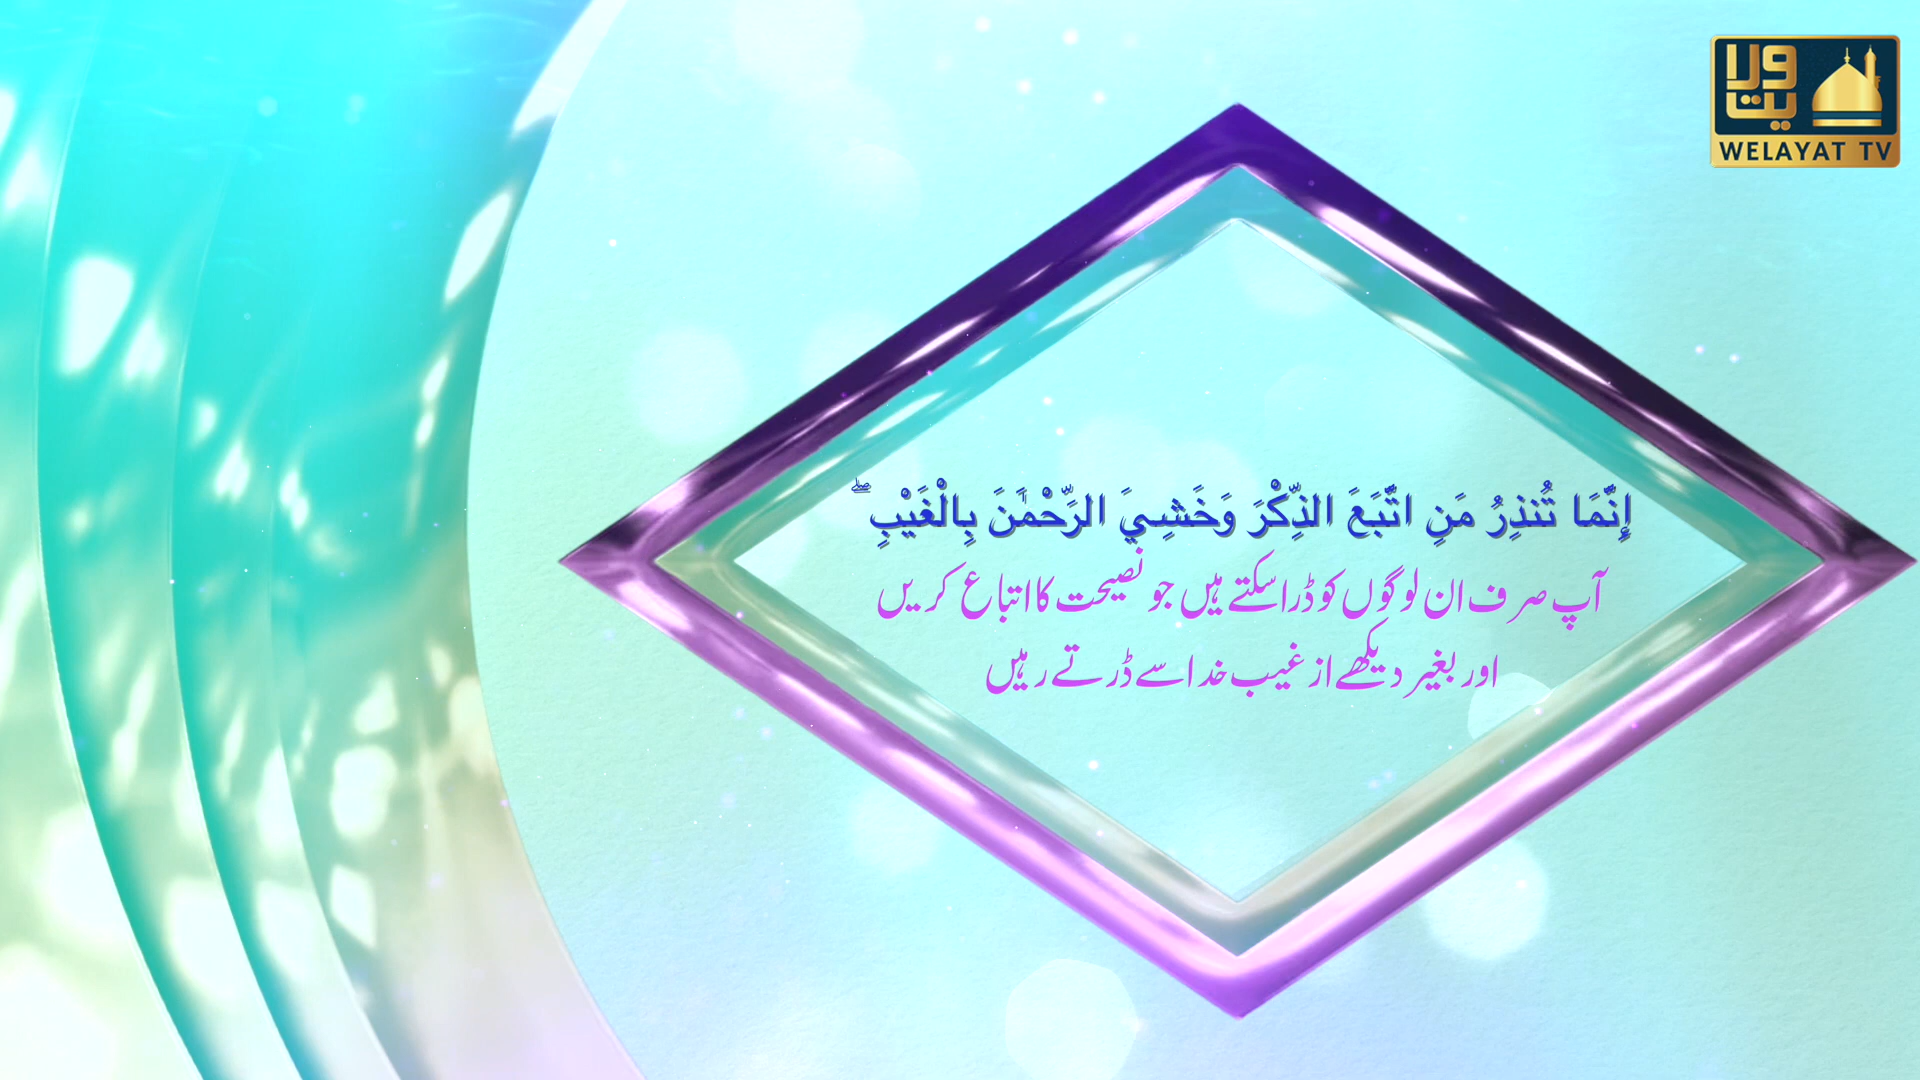 ولایت
WELAYAT TV
إِنَّمَا تُنذِرُ مَنِ اتَّبَعَ الذِّكْرَ وَخَشِيَ الرَّحْمَٰنَ بِالْغَيْبِ ۖ
آپ صرف ان لوگوں کو ڈرا سکتے ہیں جو نصیحت کا اتباع کریں
اور بغیر دیکھے از غیب خدا سے ڈرتے رہیں